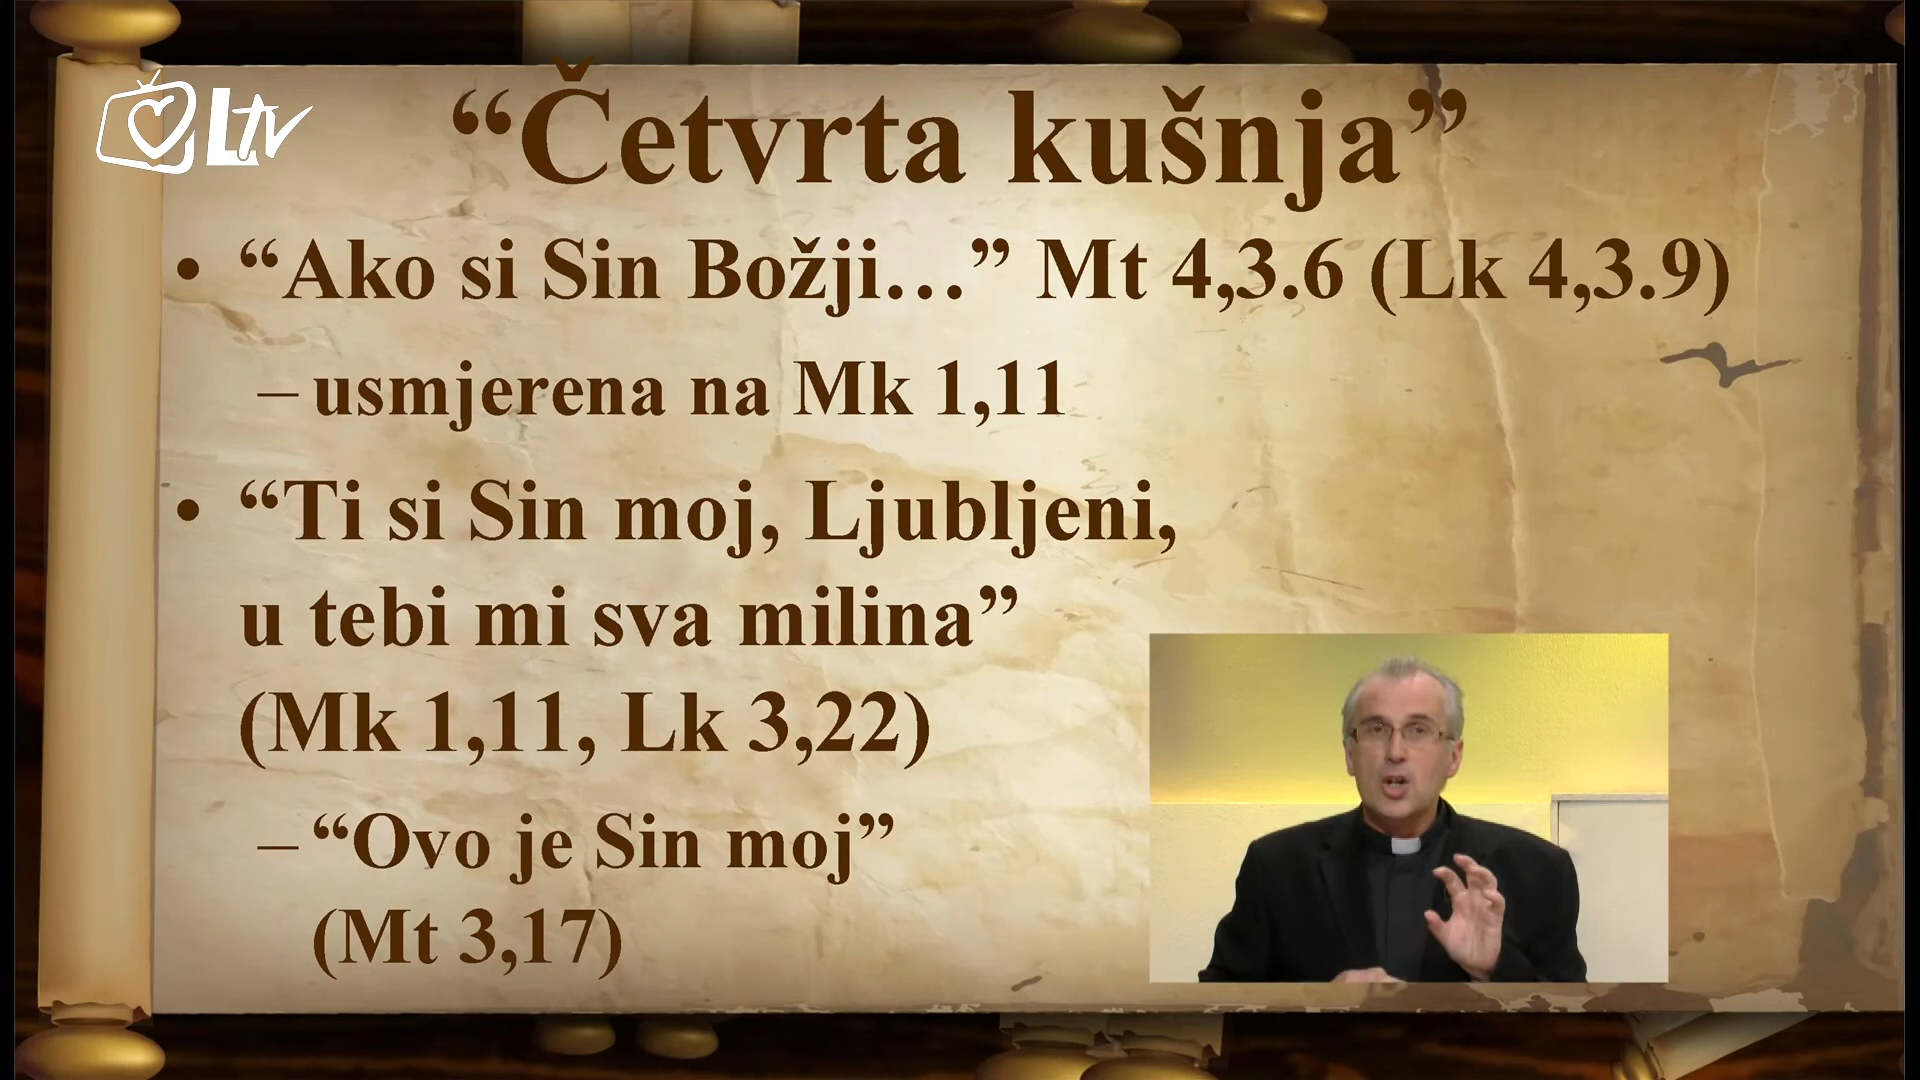 LTV
“Četvrta kušnja”
• “Ako si Sin Božji…” Mt 4,3.6 (Lk 4,3.9)
– usmjerena na Mk 1,11
• “Ti si Sin moj, Ljubljeni,
u tebi mi sva milina”
(Mk 1,11, Lk 3,22)
– “Ovo je Sin moj”
(Mt 3,17)